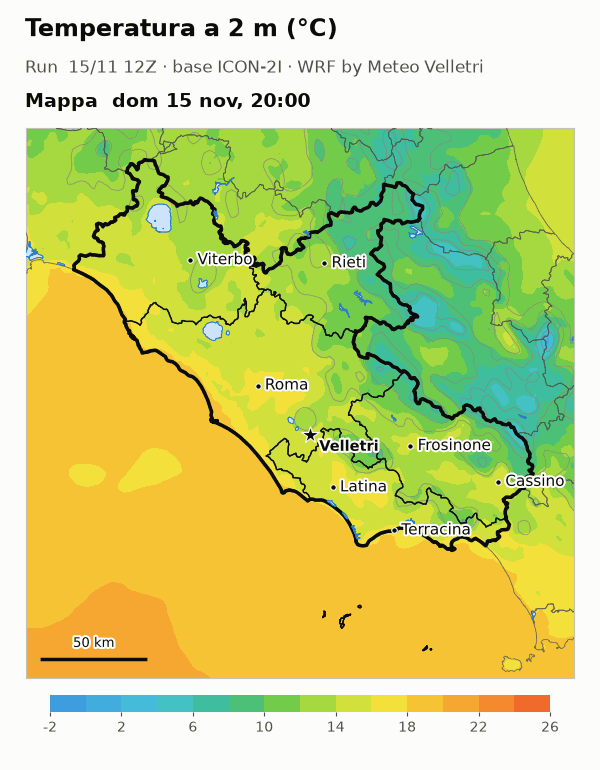 Temperatura a 2 m (°C)
Run  15/11 12Z · base ICON-2I · WRF by Meteo Velletri
Mappa  dom 15 nov, 20:00
Viterbo
Rieti
Roma
Velletri
Frosinone
Latina
Cassino
Terracina
50 km
-2 2 6 10 14 18 22 26